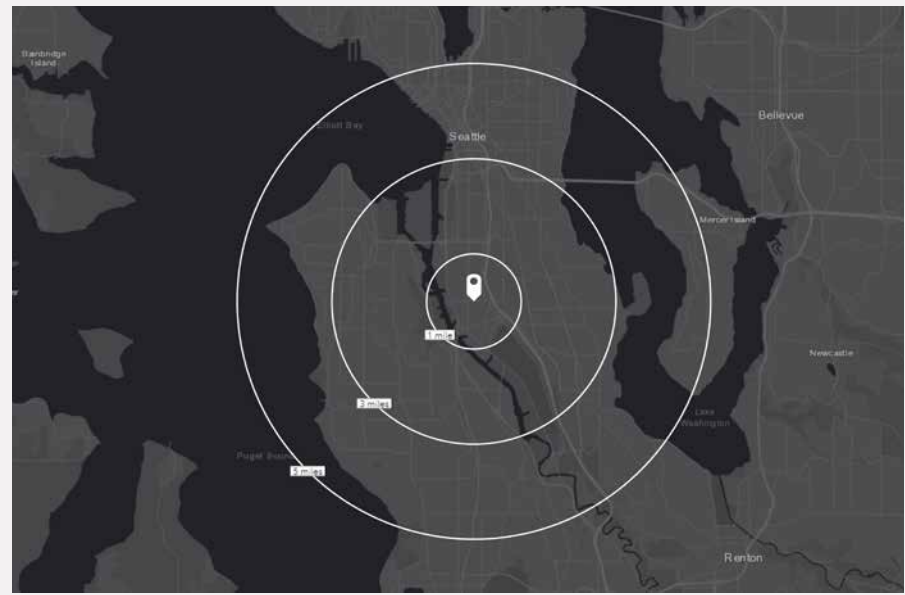 Bainbridge
Island
Elliott Bay
Seattle
Bellevue
Mercer Island
1 mile
Newcastle
3 miles
Lake
Washington
Puget Sound
5 miles
Renton